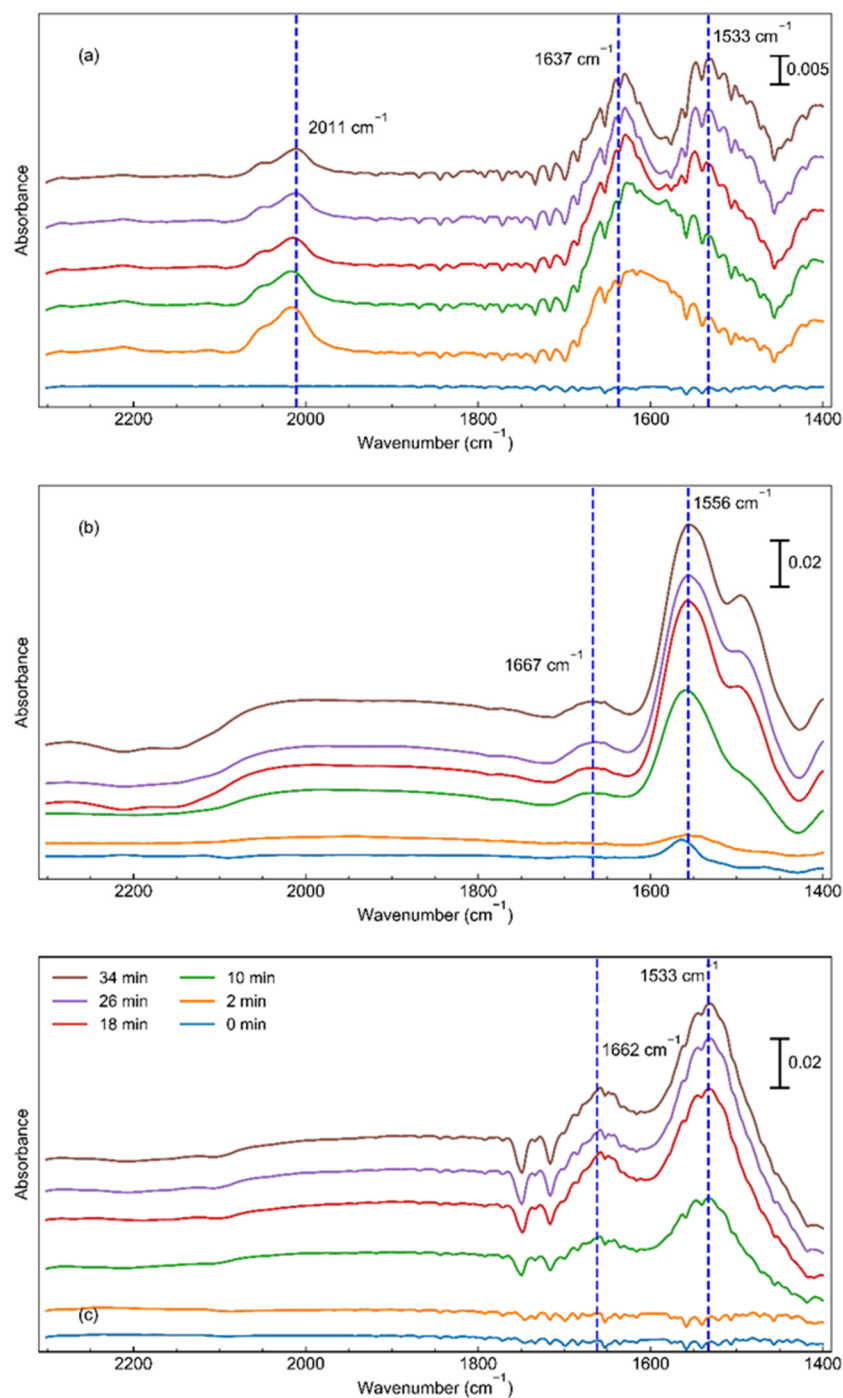 (a)
1637 cm−1
1533 cm−1
0.005
2011 cm−1
Absorbance
2200 2000 1800 1600 1400
Wavenumber (cm−1)
(b)
1556 cm−1
0.02
1667 cm−1
Absorbance
2200 2000 1800 1600 1400
Wavenumber (cm−1)
34 min 10 min 1533 cm−1
26 min 2 min
18 min 0 min 1662 cm−1
0.02
Absorbance
(c)
2200 2000 1800 1600 1400
Wavenumber (cm−1)